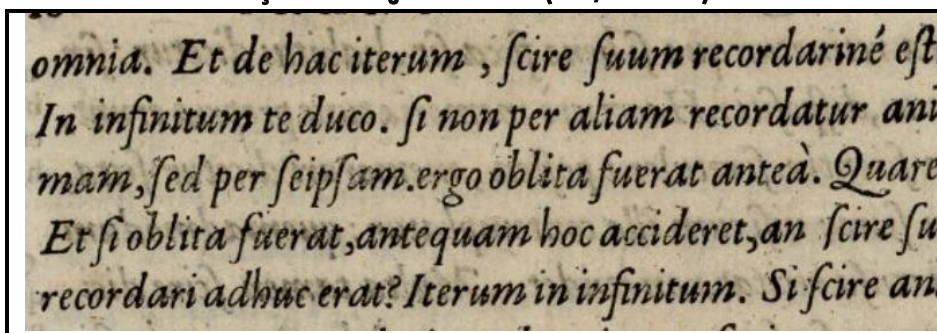 omnia. Et de hac iterum , ſcire ſuum recordariné eſt
In infinitum te duco. ſi non per aliam recordatur ani
mam, ſed per ſeipſam.ergo oblita fuerat anteà. Quare
Et ſi oblita fuerat,antequam hoc accideret,an ſcire ſu
recordari adhuc erat? Iterum in infinitum. Si ſcire an